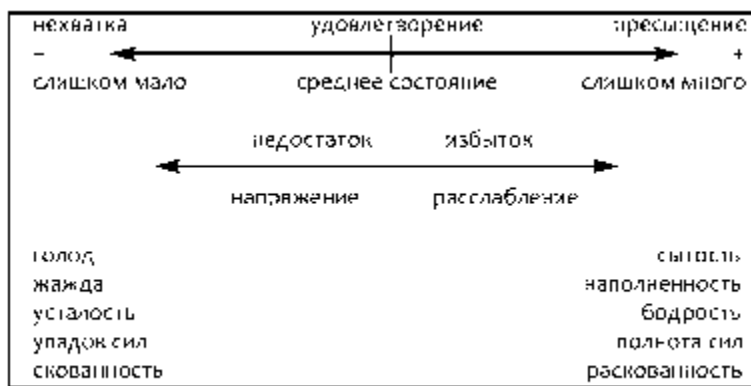 нехватка удовлетворение пресыщение
– +
слишком мало среднее состояние слишком много
недостаток избыток
напряжение расслабление
голод сытость
жажда наполненность
усталость бодрость
упадок сил полнота сил
скованность раскованность